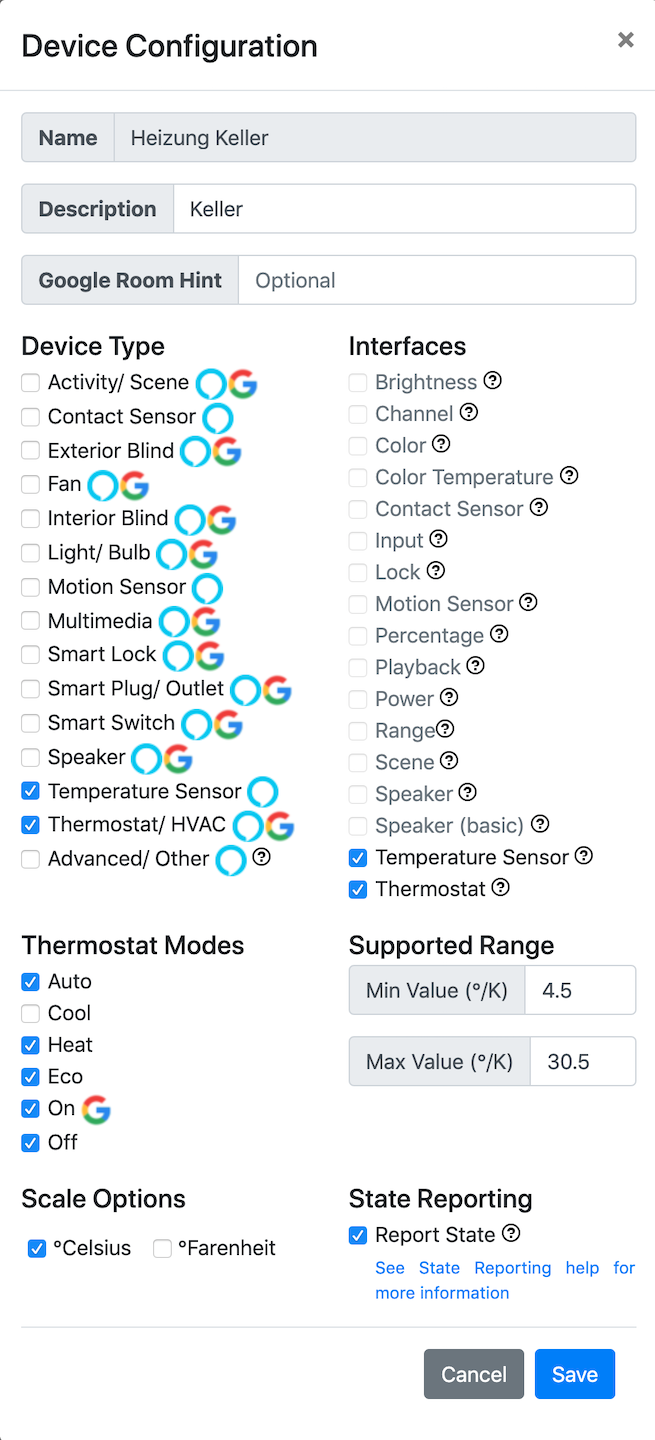 Device Configuration
×
Name Heizung Keller
Description Keller
Google Room Hint Optional
Device Type
Activity/ Scene
Contact Sensor
Exterior Blind
Fan
Interior Blind
Light/ Bulb
Motion Sensor
Multimedia
Smart Lock
Smart Plug/ Outlet
Smart Switch
Speaker
Temperature Sensor
Thermostat/ HVAC
Advanced/ Other
Interfaces
Brightness
Channel
Color
Color Temperature
Contact Sensor
Input
Lock
Motion Sensor
Percentage
Playback
Power
Range
Scene
Speaker
Speaker (basic)
Temperature Sensor
Thermostat
Thermostat Modes
Auto
Cool
Heat
Eco
On
Off
Supported Range
Min Value (°/K) 4.5
Max Value (°/K) 30.5
Scale Options
°Celsius °Farenheit
State Reporting
Report State
See State Reporting help for
more information
Cancel Save